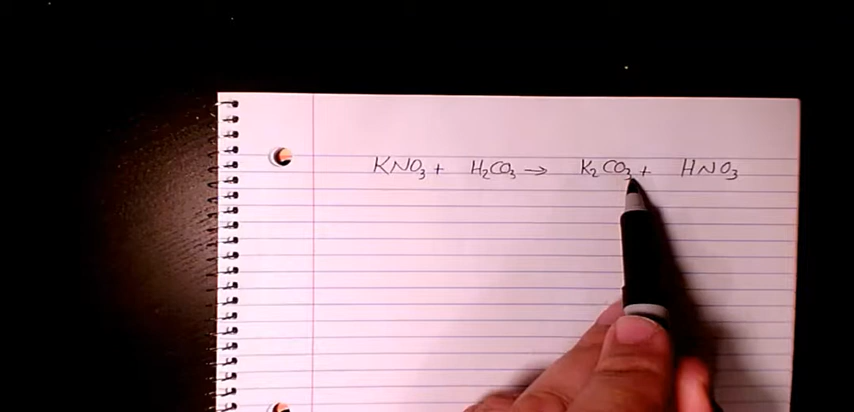 KNO₃ + H₂CO₃ → K₂CO₃ + HNO₃